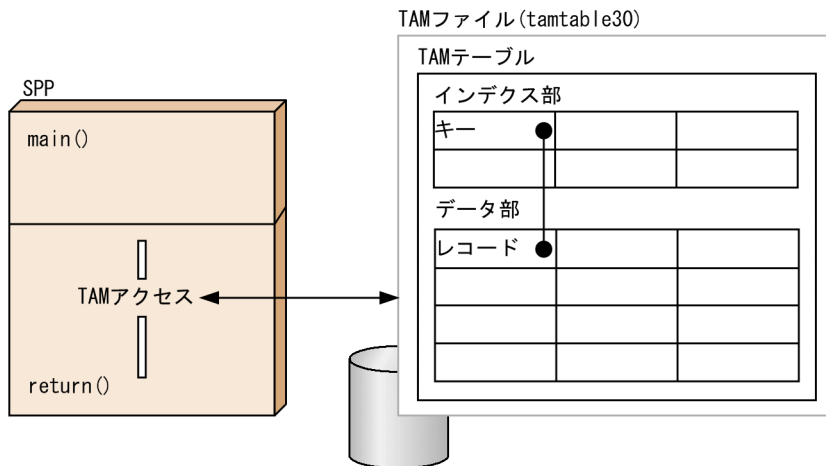 TAMファイル(tamtable30)
TAMテーブル
SPP
インデクス部
main()
キー
データ部
レコード
TAMアクセス
return()